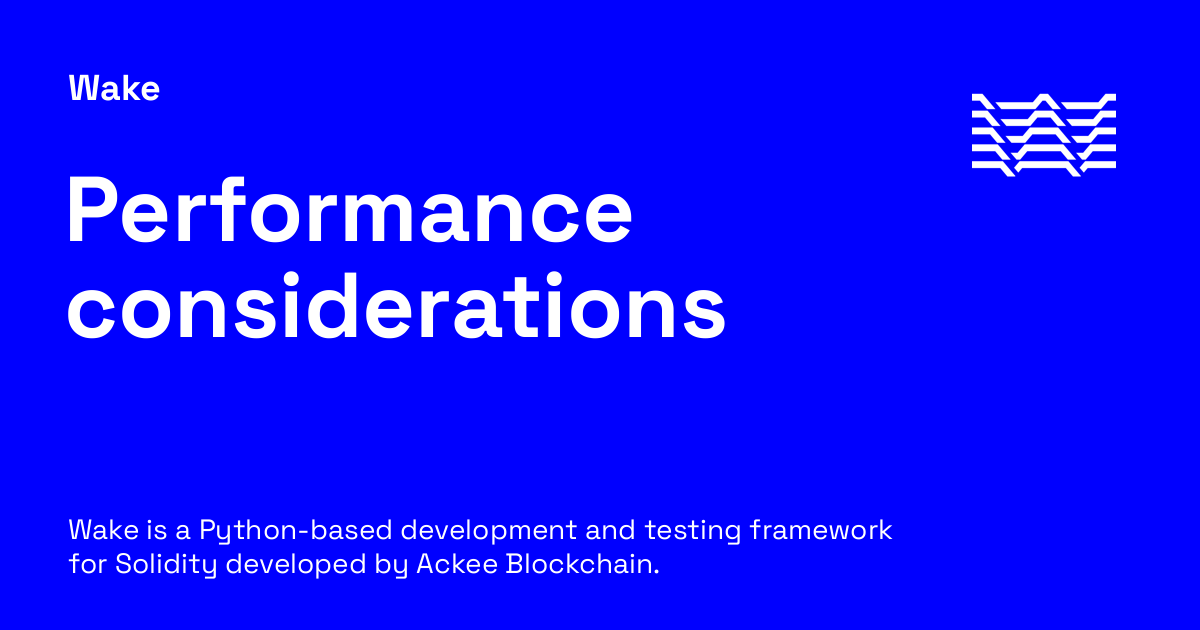 Wake
Performance
considerations
Wake is a Python-based development and testing framework
for Solidity developed by Ackee Blockchain.